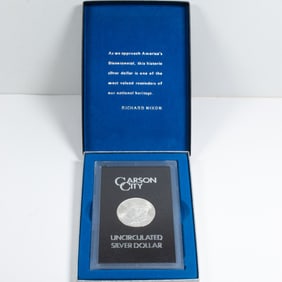 As we approach America's
Bicentennial, this historic
silver dollar is one of the
most valued reminders of
our national heritage.
RICHARD NIXON
CARSON
CITY
UNCIRCULATED
SILVER DOLLAR